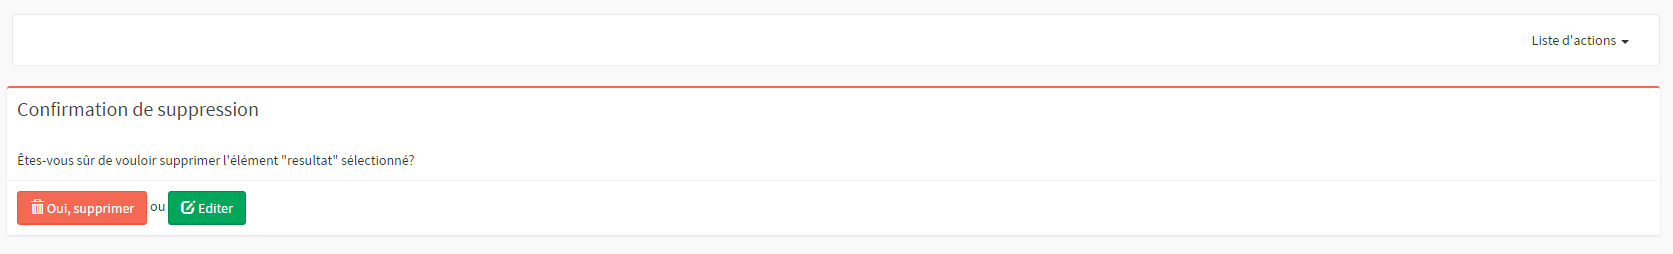 Liste d'actions
Confirmation de suppression
Êtes-vous sûr de vouloir supprimer l'élément "resultat" sélectionné?
Oui, supprimer ou Editer